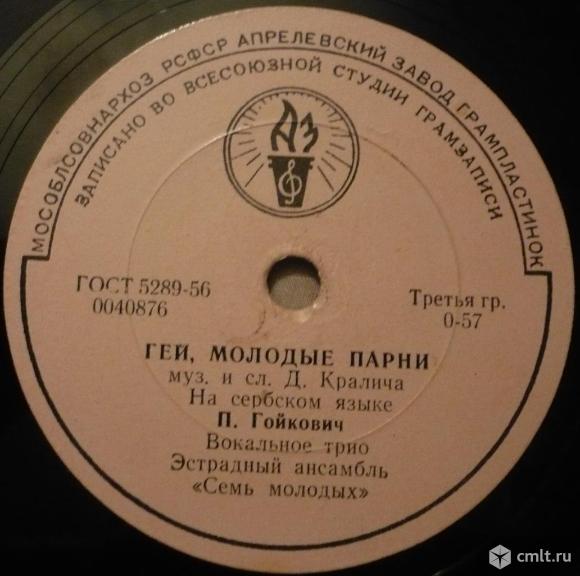 МОСОБЛСОВНАРХОЗ РСФСР АПРЕЛЕВСКИЙ ЗАВОД ГРАМПЛАСТИНОК
ЗАПИСАНО ВО ВСЕСОЮЗНОЙ СТУДИИ ГРАМЗАПИСИ
АЗ
ГОСТ 5289-56
0040876
Третья гр.
0-57
ГЕЙ, МОЛОДЫЕ ПАРНИ
муз. и сл. Д. Кралича
На сербском языке
П. Гойкович
Вокальное трио
Эстрадный ансамбль
«Семь молодых»
cmlt.ru